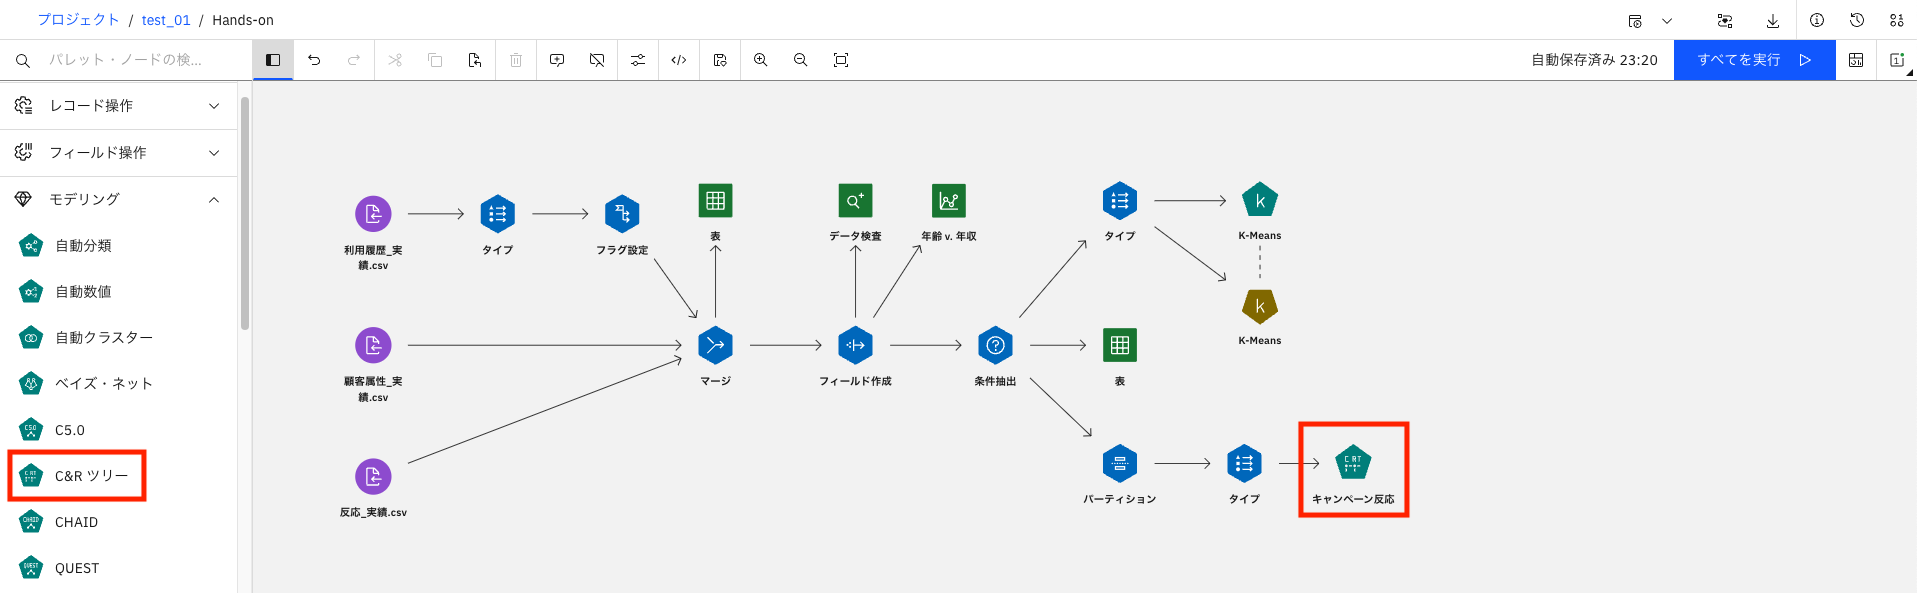 プロジェクト / test_01 / Hands-on
パレット・ノードの検...
自動保存済み 23:20
すべてを実行
レコード操作
フィールド操作
モデリング
自動分類
自動数値
自動クラスター
ベイズ・ネット
C5.0
C&R ツリー
CHAID
QUEST
利用履歴_実
績.csv
タイプ
フラグ設定
表
データ検査
年齢 v. 年収
タイプ
k
K-Means
k
K-Means
顧客属性_実
績.csv
マージ
フィールド作成
条件抽出
表
反応_実績.csv
パーティション
タイプ
C RT
キャンペーン反応